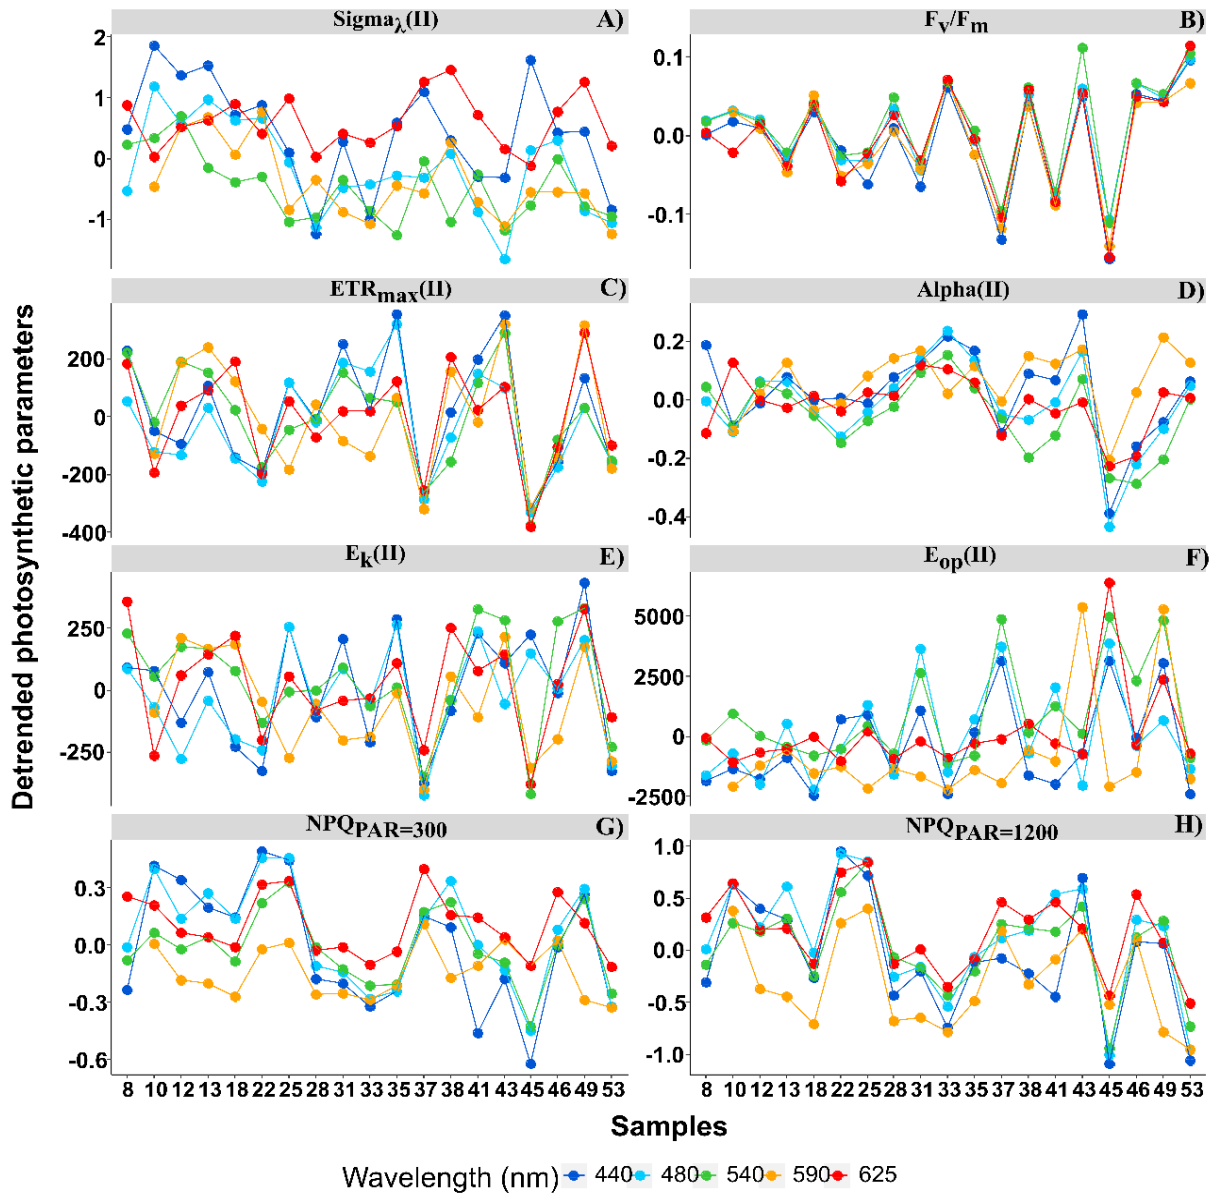 Sigmaλ(II) A)
Fv/Fm B)
2
1
0
-1
0.1
0.0
-0.1
ETRmax(II) C)
Alpha(II) D)
200
0
-200
-400
0.2
0.0
-0.2
-0.4
Ek(II) E)
Eop(II) F)
250
0
-250
5000
2500
0
-2500
NPQPAR=300 G)
NPQPAR=1200 H)
0.3
0.0
-0.3
-0.6
1.0
0.5
0.0
-0.5
-1.0
8 10 12 13 18 22 25 28 31 33 35 37 38 41 43 45 46 49 53
8 10 12 13 18 22 25 28 31 33 35 37 38 41 43 45 46 49 53
Detrended photosynthetic parameters
Samples
Wavelength (nm) 440 480 540 590 625